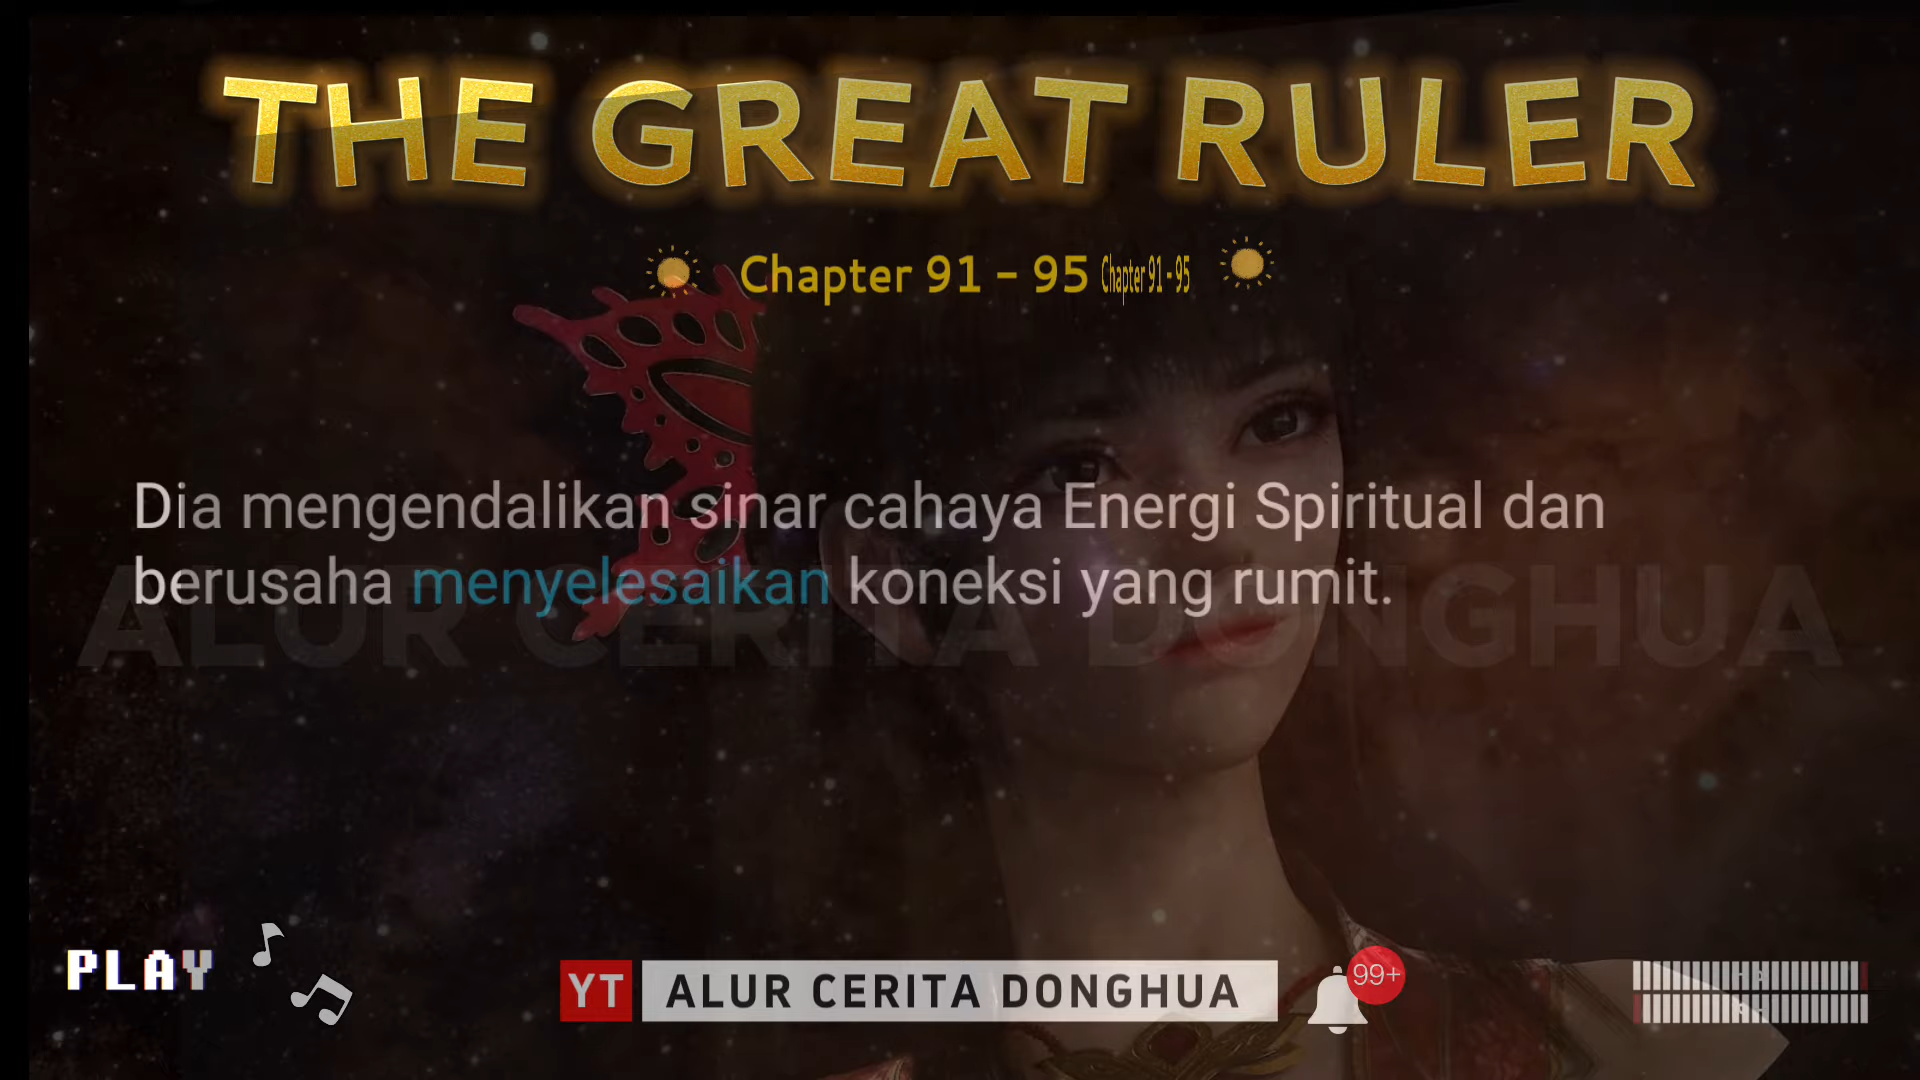 THE GREAT RULER
Chapter 91 - 95 Chapter 91 - 95
Dia mengendalikan sinar cahaya Energi Spiritual dan
berusaha menyelesaikan koneksi yang rumit.
ALUR CERITA DONGHUA
PLAY
YT ALUR CERITA DONGHUA
99+